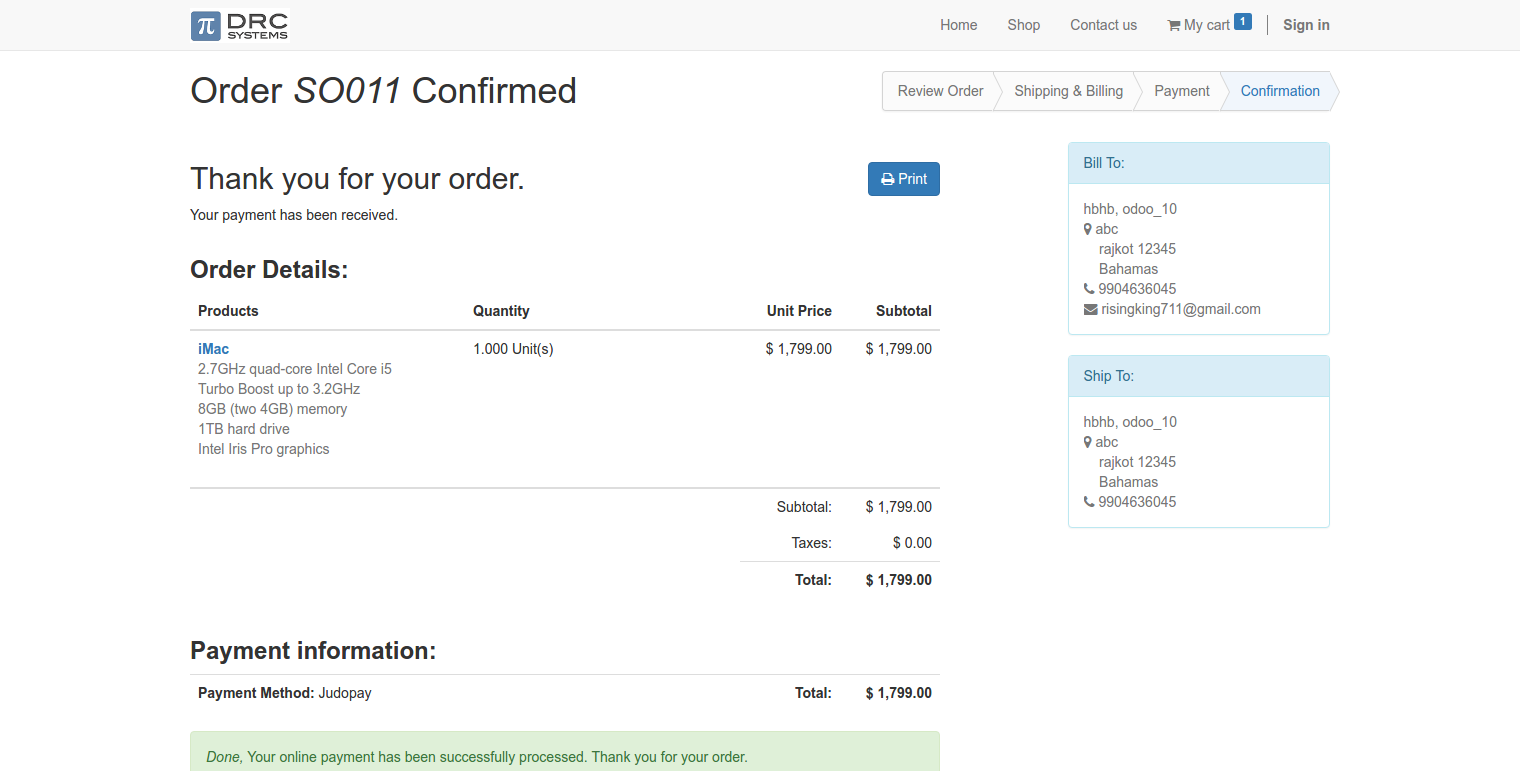 π DRC SYSTEMS
Home Shop Contact us My cart 1 Sign in
Order SO011 Confirmed
Review Order Shipping & Billing Payment Confirmation
Thank you for your order.
Print
Your payment has been received.
Order Details:
Products Quantity Unit Price Subtotal
iMac 1.000 Unit(s) $ 1,799.00 $ 1,799.00
2.7GHz quad-core Intel Core i5
Turbo Boost up to 3.2GHz
8GB (two 4GB) memory
1TB hard drive
Intel Iris Pro graphics
Subtotal: $ 1,799.00
Taxes: $ 0.00
Total: $ 1,799.00
Payment information:
Payment Method: Judopay Total: $ 1,799.00
Done, Your online payment has been successfully processed. Thank you for your order.
Bill To:
hbhb, odoo_10
abc
rajkot 12345
Bahamas
9904636045
risingking711@gmail.com
Ship To:
hbhb, odoo_10
abc
rajkot 12345
Bahamas
9904636045